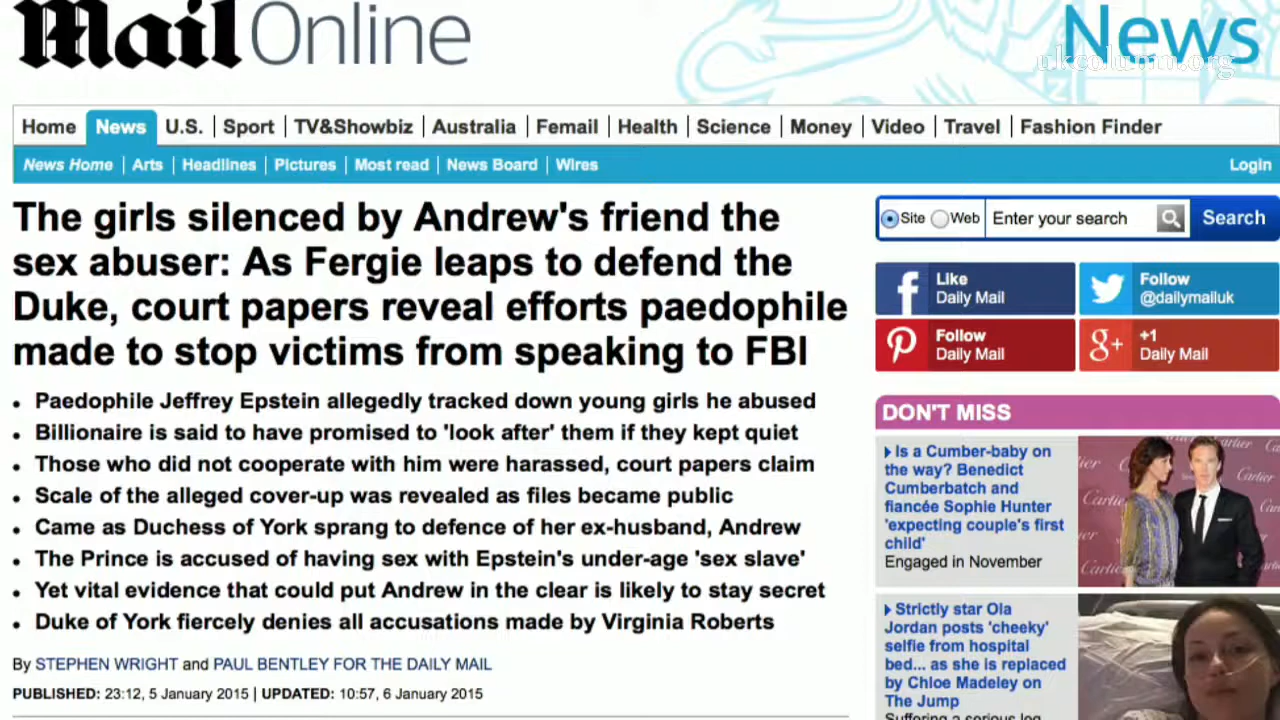 Mail Online
News
ukcolumn.org
Home News U.S. Sport TV&Showbiz Australia Femail Health Science Money Video Travel Fashion Finder
News Home Arts Headlines Pictures Most read News Board Wires Login
The girls silenced by Andrew's friend the
sex abuser: As Fergie leaps to defend the
Duke, court papers reveal efforts paedophile
made to stop victims from speaking to FBI
• Paedophile Jeffrey Epstein allegedly tracked down young girls he abused
• Billionaire is said to have promised to 'look after' them if they kept quiet
• Those who did not cooperate with him were harassed, court papers claim
• Scale of the alleged cover-up was revealed as files became public
• Came as Duchess of York sprang to defence of her ex-husband, Andrew
• The Prince is accused of having sex with Epstein's under-age 'sex slave'
• Yet vital evidence that could put Andrew in the clear is likely to stay secret
• Duke of York fiercely denies all accusations made by Virginia Roberts
By STEPHEN WRIGHT and PAUL BENTLEY FOR THE DAILY MAIL
PUBLISHED: 23:12, 5 January 2015 | UPDATED: 10:57, 6 January 2015
Site Web Enter your search Search
Like
Daily Mail
Follow
@dailymailuk
Follow
Daily Mail
+1
Daily Mail
DON'T MISS
Is a Cumber-baby on
the way? Benedict
Cumberbatch and
fiancée Sophie Hunter
'expecting couple's first
child'
Engaged in November
Cartier
Cartier
Cartier
Strictly star Ola
Jordan posts 'cheeky'
selfie from hospital
bed... as she is replaced
by Chloe Madeley on
The Jump
Suffering a serious leg